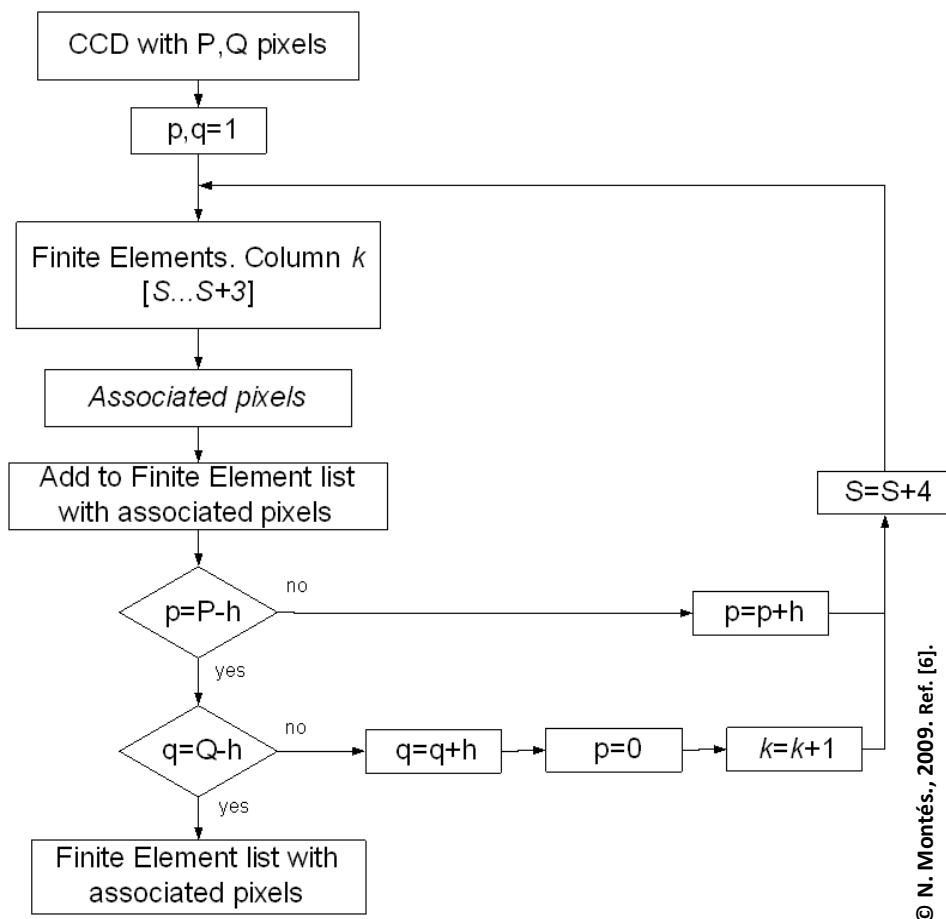 CCD with P,Q pixels
p,q=1
Finite Elements. Column k
[S...S+3]
Associated pixels
Add to Finite Element list
with associated pixels
S=S+4
p=P-h
no
p=p+h
yes
q=Q-h
no
q=q+h
p=0
k=k+1
yes
Finite Element list with
associated pixels
© N. Montés., 2009. Ref. [6].